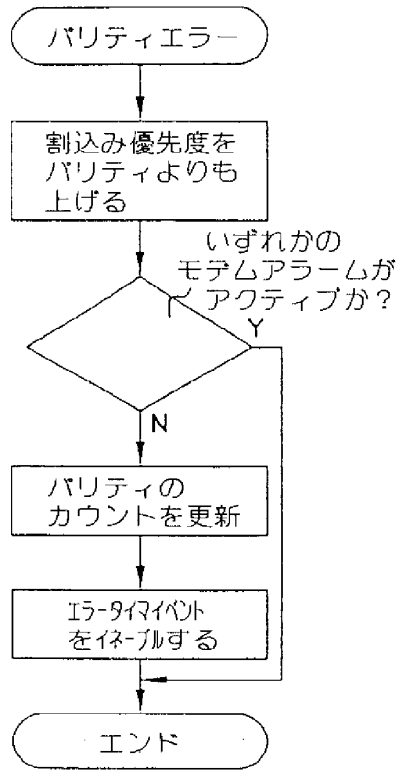 パリティエラー
割込み優先度を
パリティよりも
上げる
いずれかの
モデムアラームが
アクティブか?
Y
N
パリティの
カウントを更新
エラータイマイベント
をイネーブルする
エンド